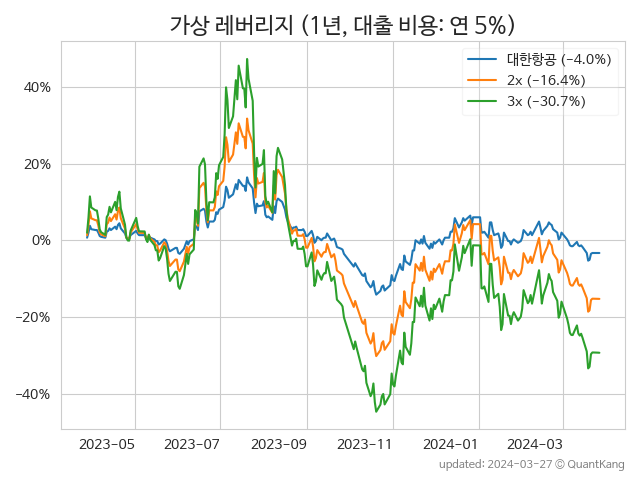 가상 레버리지 (1년, 대출 비용: 연 5%)
대한항공 (−4.0%)
2x (−16.4%)
3x (−30.7%)
40%
20%
0%
−20%
−40%
2023-05 2023-07 2023-09 2023-11 2024-01 2024-03
updated: 2024-03-27 © QuantKang